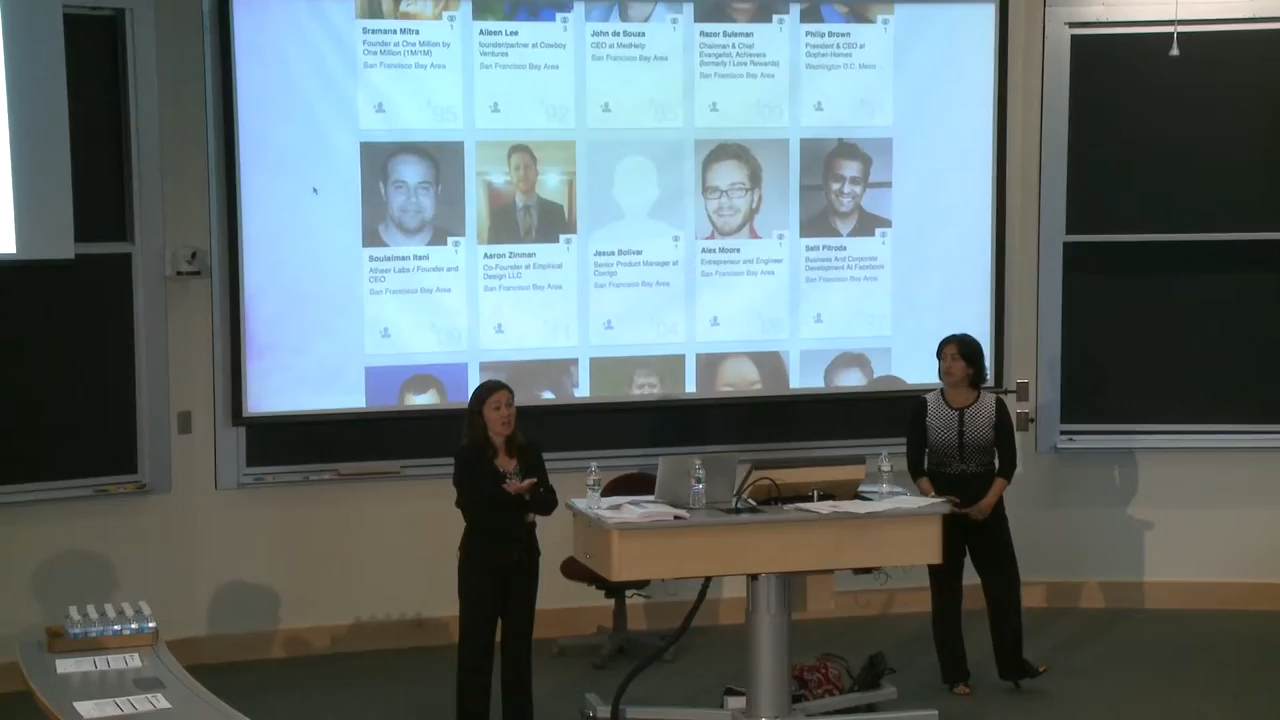 Sramana Mitra
Founder at One Million by
One Million (1M/1M)
San Francisco Bay Area
95
Aileen Lee
founder/partner at Cowboy
Ventures
San Francisco Bay Area
92
John de Souza
CEO at MedHelp
San Francisco Bay Area
Razor Suleman
Chairman & Chief
Evangelist, Achievers
(formerly I Love Rewards)
San Francisco Bay Area
Philip Brown
President & CEO at
Gopher-Homes
Washington D.C. Metro
Soulaiman Itani
Atheer Labs / Founder and
CEO
San Francisco Bay Area
Aaron Zinman
Co-Founder at Empirical
Design LLC
San Francisco Bay Area
Jesus Bolivar
Senior Product Manager at
Corrigo
San Francisco Bay Area
Alex Moore
Entrepreneur and Engineer
San Francisco Bay Area
Salil Pitroda
Business And Corporate
Development At Facebook
San Francisco Bay Area